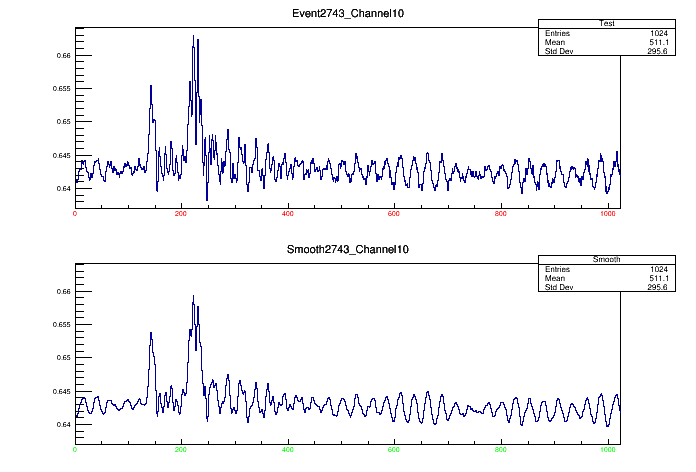 Event2743_Channel10
Test
Entries 1024
Mean 511.1
Std Dev 295.6
0.66
0.655
0.65
0.645
0.64
0 200 400 600 800 1000
Smooth2743_Channel10
Smooth
Entries 1024
Mean 511.1
Std Dev 295.6
0.66
0.655
0.65
0.645
0.64
0 200 400 600 800 1000